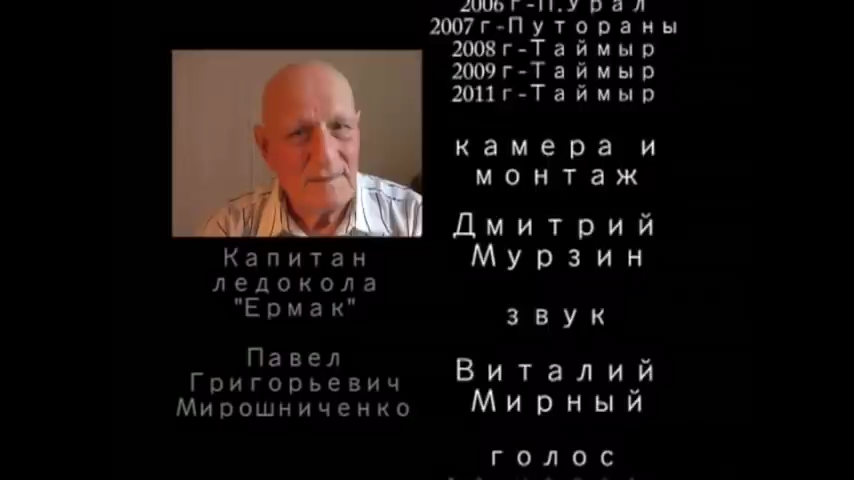 2006 г-П.Урал
2007 г-Путораны
2008 г-Таймыр
2009 г-Таймыр
2011 г-Таймыр
камера и
монтаж
Дмитрий
Мурзин
звук
Виталий
Мирный
голос
Капитан
ледокола
"Ермак"
Павел
Григорьевич
Мирошниченко